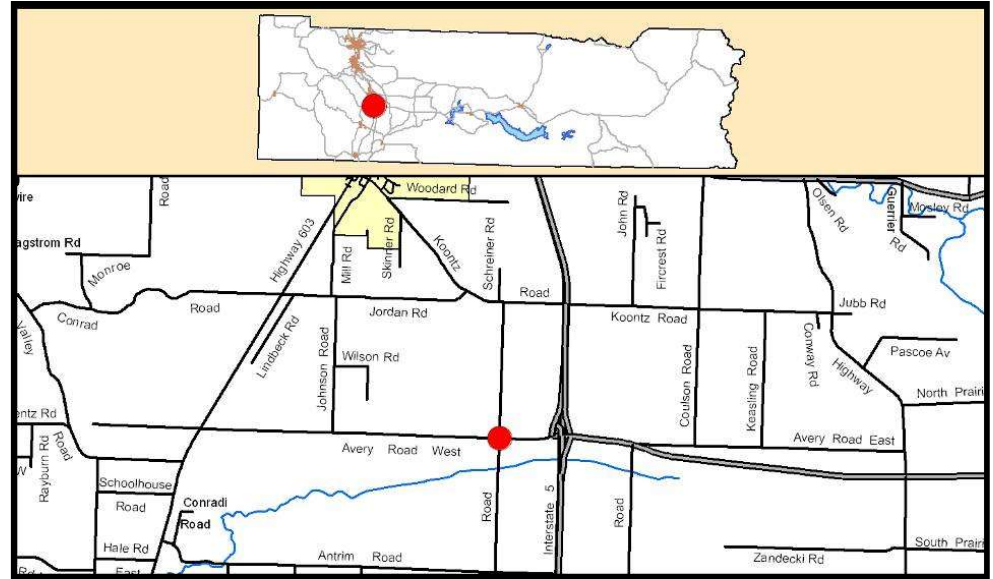 Woodard Rd
Road
Olsen Rd
Guerrier
Rd
Mosley Rd
John Rd
Fircrest Rd
agstrom Rd
Monroe
Highway 603
Mill Rd
Skinner Rd
Koontz
Schreiner Rd
Road
Conrad
Road
Jordan Rd
Koontz Road
Jubb Rd
Valley
Road
Lindbeck Rd
Johnson Road
Wilson Rd
Coulson Road
Keasling Road
Conway Rd
Highway
Pascoe Av
North Prairi
entz Rd
Rayburn Rd
W
Avery Road West
Avery Road East
Schoolhouse
Road
Conradi
Road
Road
Interstate 5
Road
Hale Rd
East
Antrim Road
Zandecki Rd
South Prairi